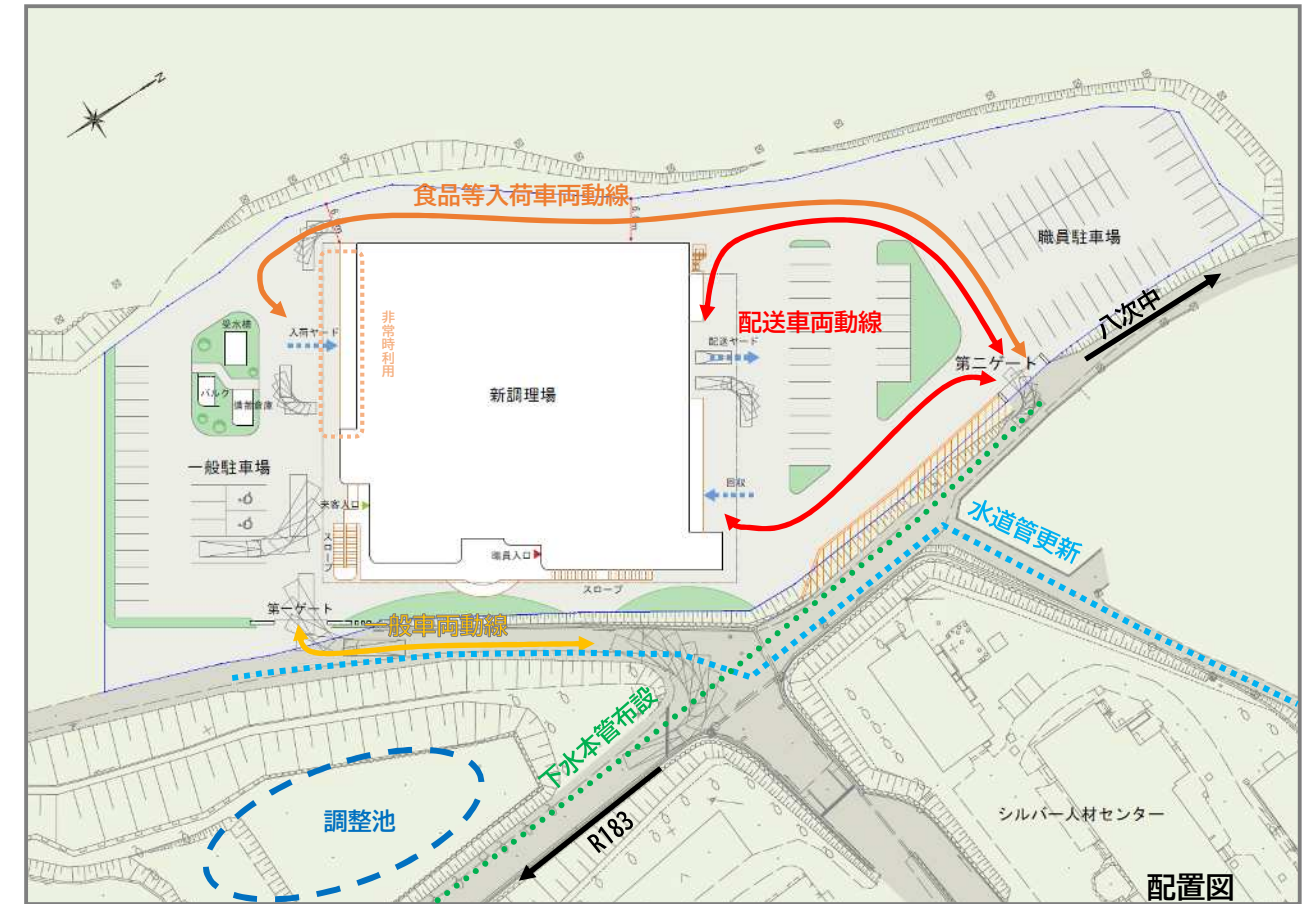 N
食品等入荷車両動線
職員駐車場
八次中
受水槽
入荷ヤード
非常時利用
配送車両動線
配送ヤード
第二ゲート
バルク
備蓄倉庫
新調理場
一般駐車場
来客入口
回収
水道管更新
スロープ
職員入口
スロープ
第一ゲート
一般車両動線
下水本管布設
調整池
R183
シルバー人材センター
配置図